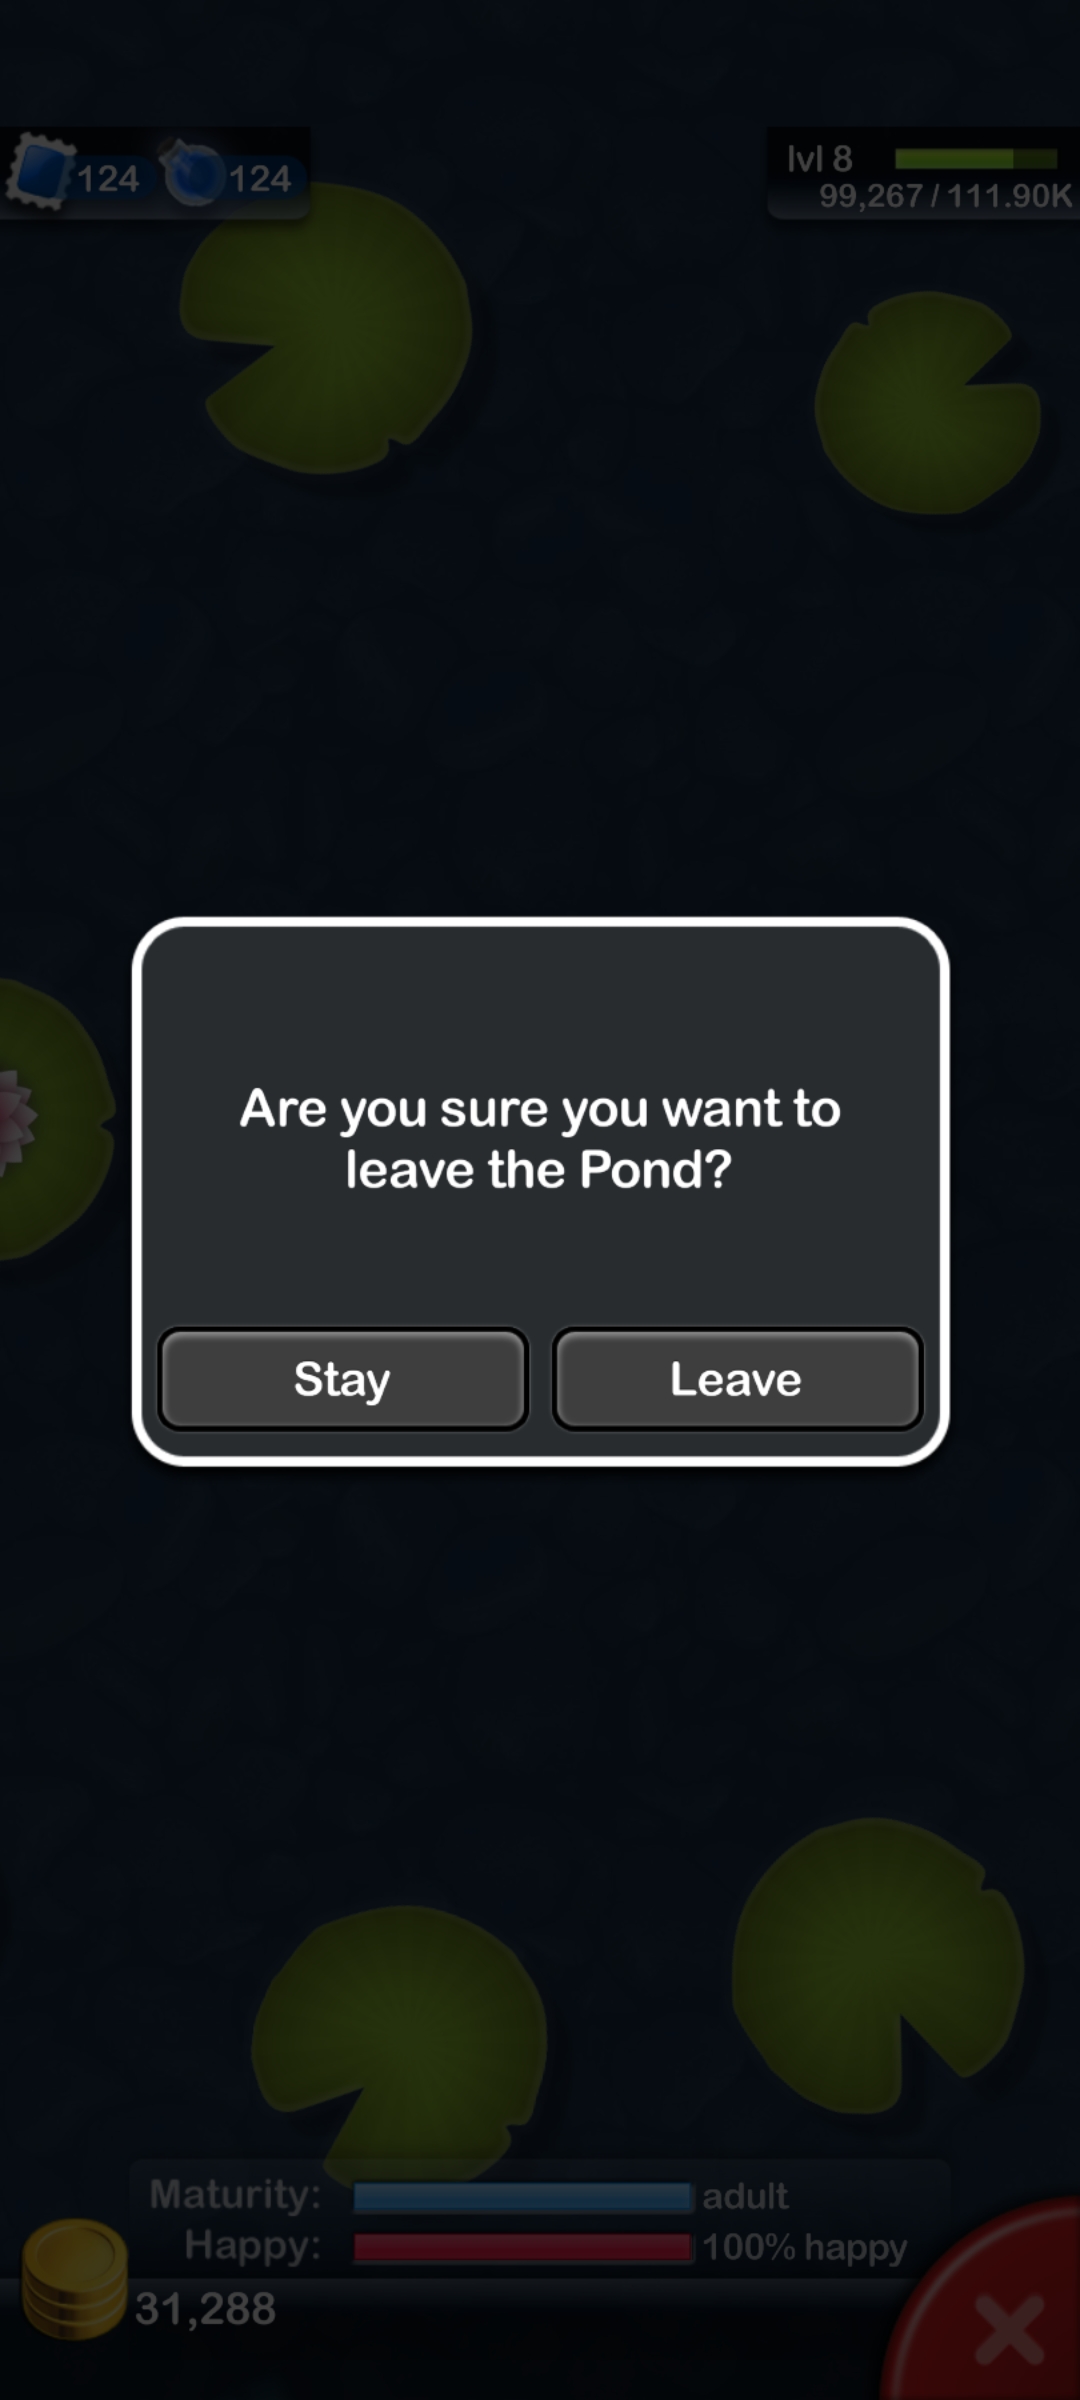 124 124
lvl 8
99,267 / 111.90K
Are you sure you want to
leave the Pond?
Stay Leave
Maturity: adult
Happy: 100% happy
31,288